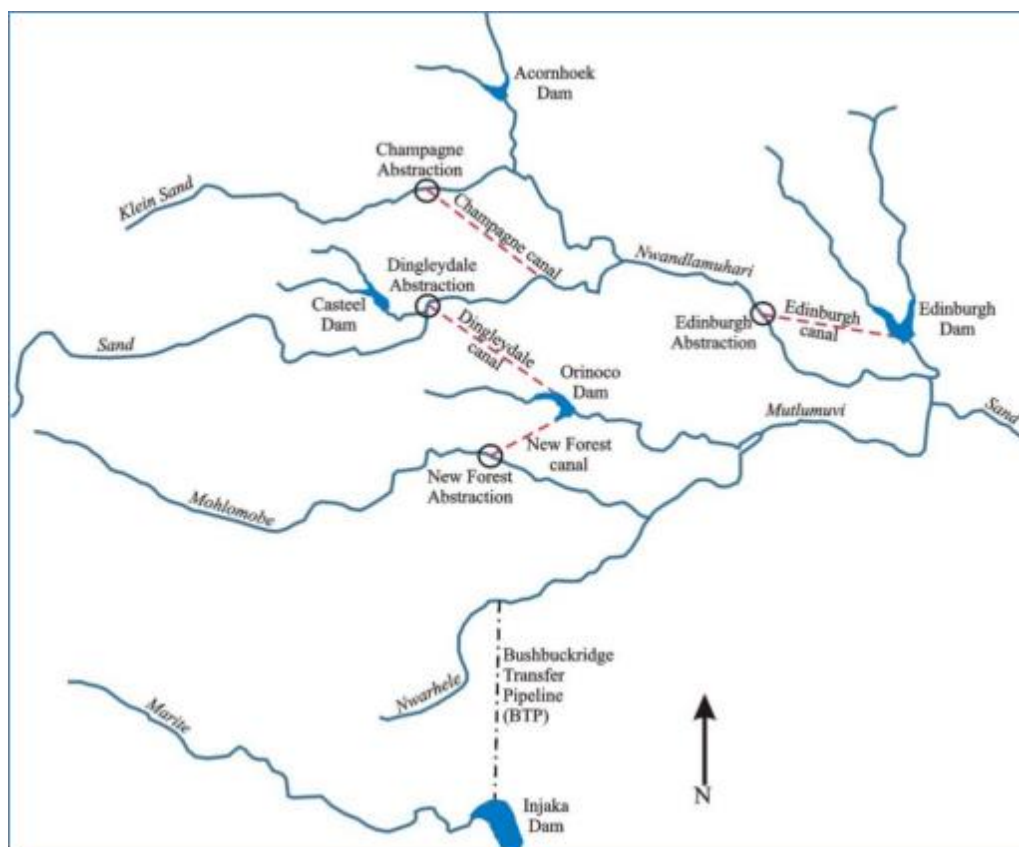 Acornhoek
Dam
Champagne
Abstraction
Klein Sand
Champagne canal
Nwandlamuhari
Dingleydale
Abstraction
Casteel
Dam
Edinburgh
canal
Edinburgh
Dam
Edinburgh
Abstraction
Sand
Dingleydale
canal
Orinoco
Dam
Mutlumuvi
Sand
New Forest
canal
New Forest
Abstraction
Mohlomobe
Bushbuckridge
Transfer
Pipeline
(BTP)
Nwarhele
Marite
N
Injaka
Dam